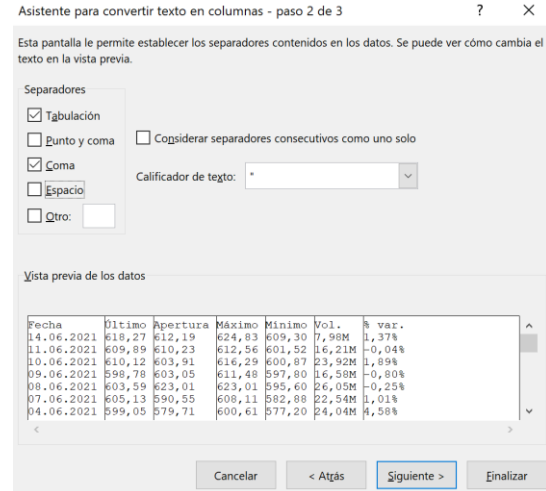 Asistente para convertir texto en columnas - paso 2 de 3 ? ×
Esta pantalla le permite establecer los separadores contenidos en los datos. Se puede ver cómo cambia el
texto en la vista previa.
Separadores
Tabulación
Punto y coma
Coma
Espacio
Otro:
Considerar separadores consecutivos como uno solo
Calificador de texto: "
Vista previa de los datos
Fecha Último Apertura Máximo Mínimo Vol. % var.
14.06.2021 618,27 612,19 624,83 609,30 7,98M 1,37%
11.06.2021 609,89 610,23 612,56 601,52 16,21M -0,04%
10.06.2021 610,12 603,91 616,29 600,87 23,92M 1,89%
09.06.2021 598,78 603,05 611,48 597,80 16,58M -0,80%
08.06.2021 603,59 623,01 623,01 595,60 26,05M -0,25%
07.06.2021 605,13 590,55 608,11 582,88 22,54M 1,01%
04.06.2021 599,05 579,71 600,61 577,20 24,04M 4,58%
Cancelar < Atrás Siguiente > Finalizar